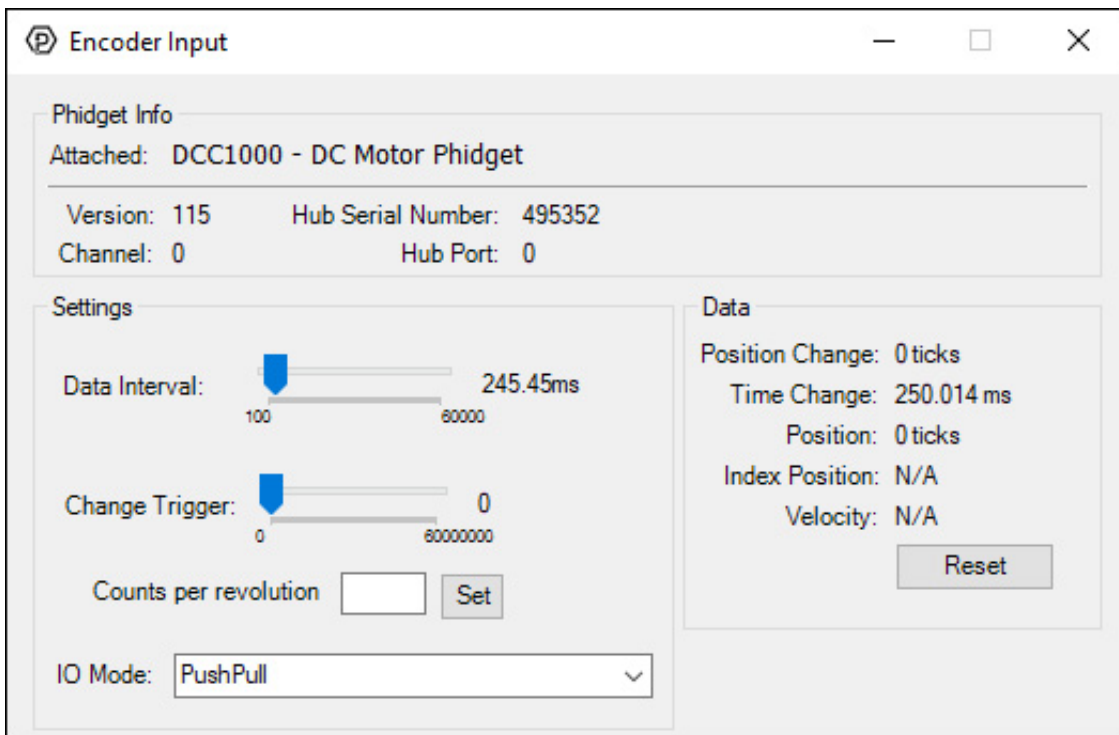 Encoder Input
Phidget Info
Attached: DCC1000 - DC Motor Phidget
Version: 115 Hub Serial Number: 495352
Channel: 0 Hub Port: 0
Settings
Data Interval: 245.45ms
100 60000
Change Trigger: 0
0 60000000
Counts per revolution Set
IO Mode: PushPull
Data
Position Change: 0 ticks
Time Change: 250.014 ms
Position: 0 ticks
Index Position: N/A
Velocity: N/A
Reset